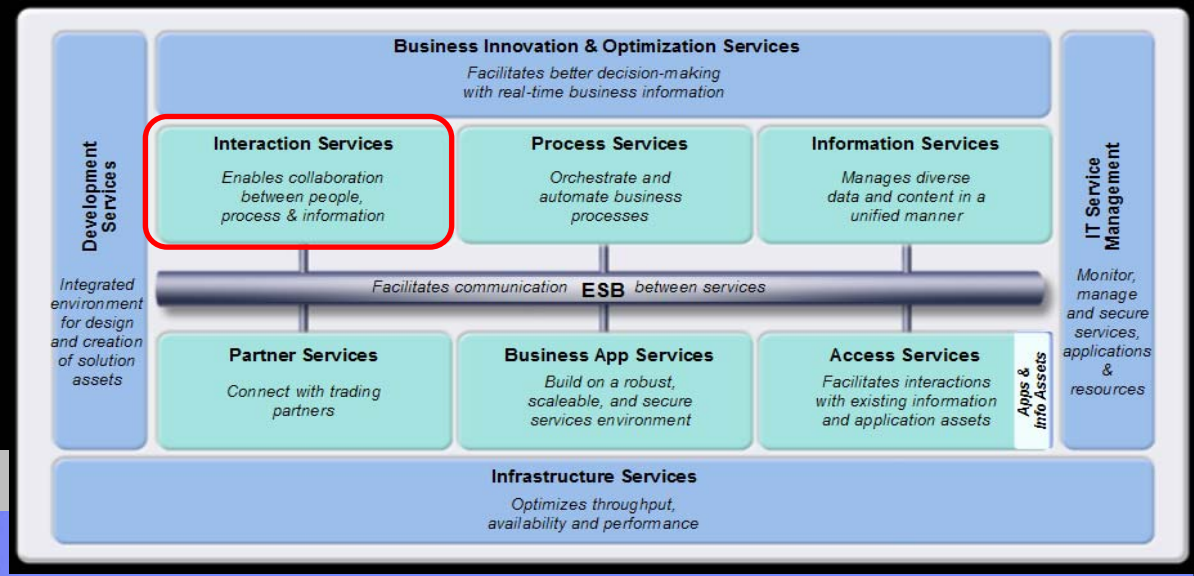 Business Innovation & Optimization Services
Facilitates better decision-making
with real-time business information
Development
Services
Integrated
environment
for design
and creation
of solution
assets
Interaction Services
Enables collaboration
between people,
process & information
Process Services
Orchestrate and
automate business
processes
Information Services
Manages diverse
data and content in a
unified manner
IT Service
Management
Monitor,
manage
and secure
services,
applications
&
resources
Facilitates communication ESB between services
Partner Services
Connect with trading
partners
Business App Services
Build on a robust,
scaleable, and secure
services environment
Access Services
Facilitates interactions
with existing information
and application assets
Apps &
Info Assets
Infrastructure Services
Optimizes throughput,
availability and performance